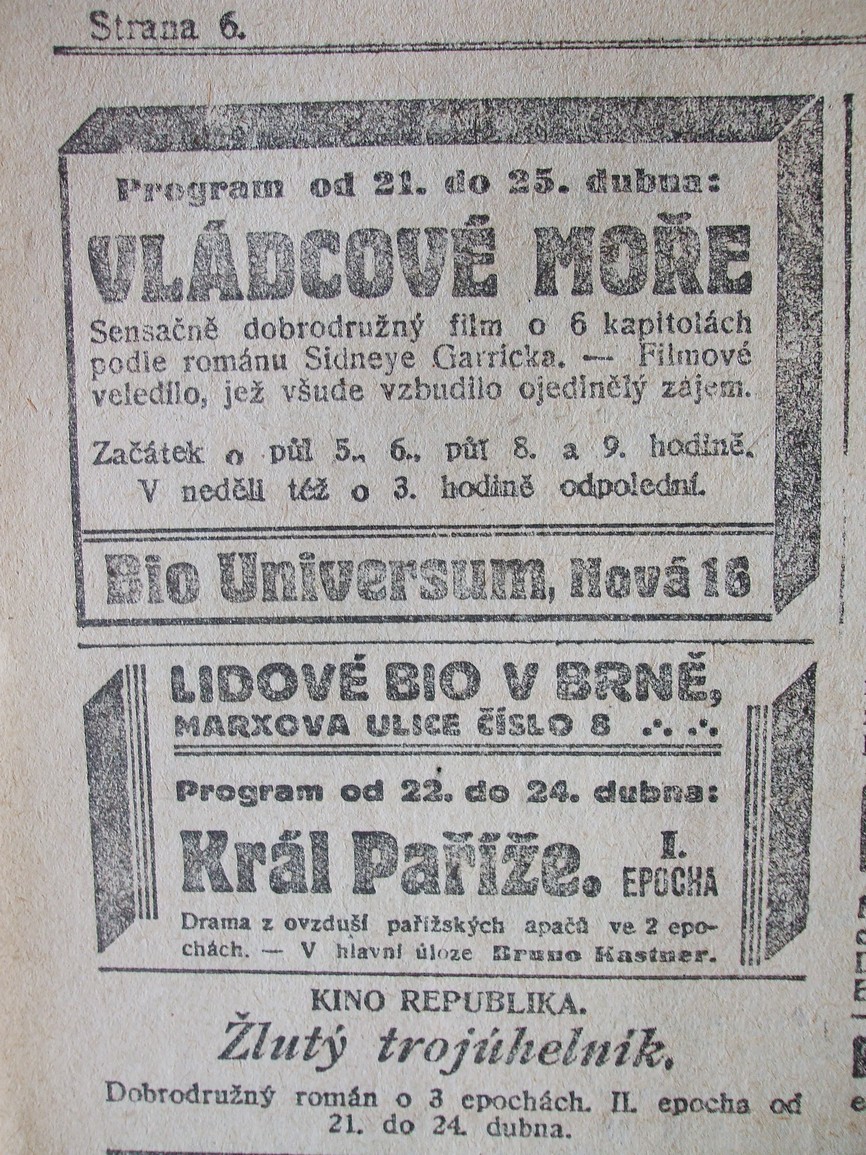 Strana 6.
Program od 21. do 25. dubna:
VLÁDCOVÉ MOŘE
Sensačně dobrodružný film o 6 kapitolách
podle románu Sidneye Garricka. — Filmové
veledílo, jež všude vzbudilo ojedinělý zájem.
Začátek o půl 5., 6., půl 8. a 9. hodině.
V neděli též o 3. hodině odpolední.
Bio Universum, Nová 16
LIDOVÉ BIO V BRNĚ,
MARXOVA ULICE ČÍSLO 8 ∴ ∴
Program od 22. do 24. dubna:
Král Paříže. I.
EPOCHA
Drama z ovzduší pařížských apačů ve 2 epo-
chách. — V hlavní úloze Bruno Kastner.
KINO REPUBLIKA.
Žlutý trojúhelník.
Dobrodružný román o 3 epochách. II. epocha od
21. do 24. dubna.